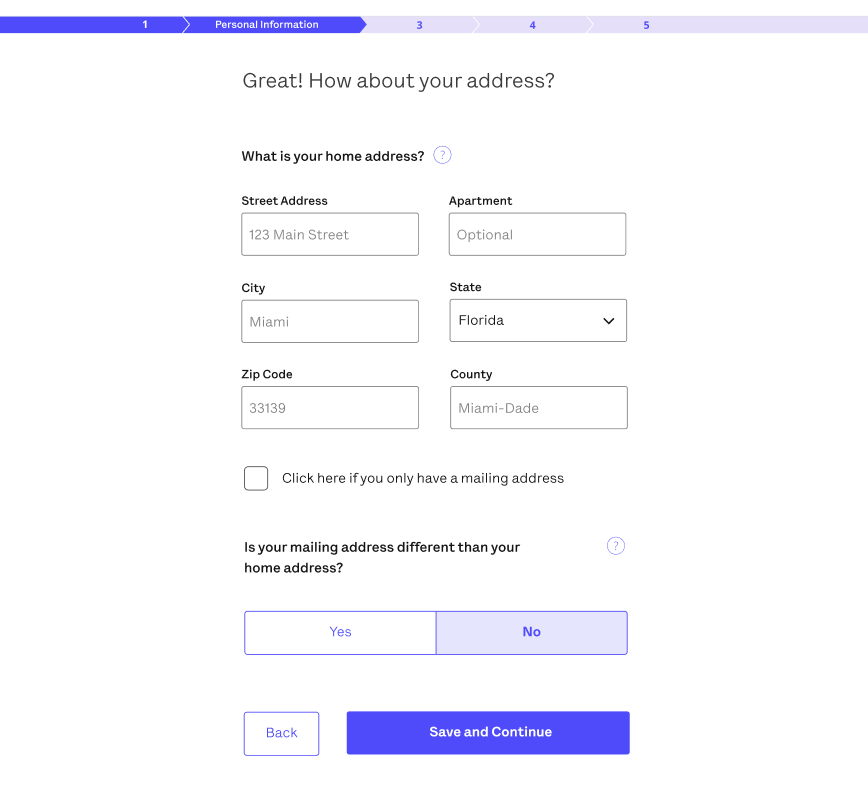 1 Personal Information 3 4 5
Great! How about your address?
What is your home address? ?
Street Address Apartment
123 Main Street Optional
City State
Miami Florida
Zip Code County
33139 Miami-Dade
Click here if you only have a mailing address
Is your mailing address different than your ?
home address?
Yes No
Back Save and Continue